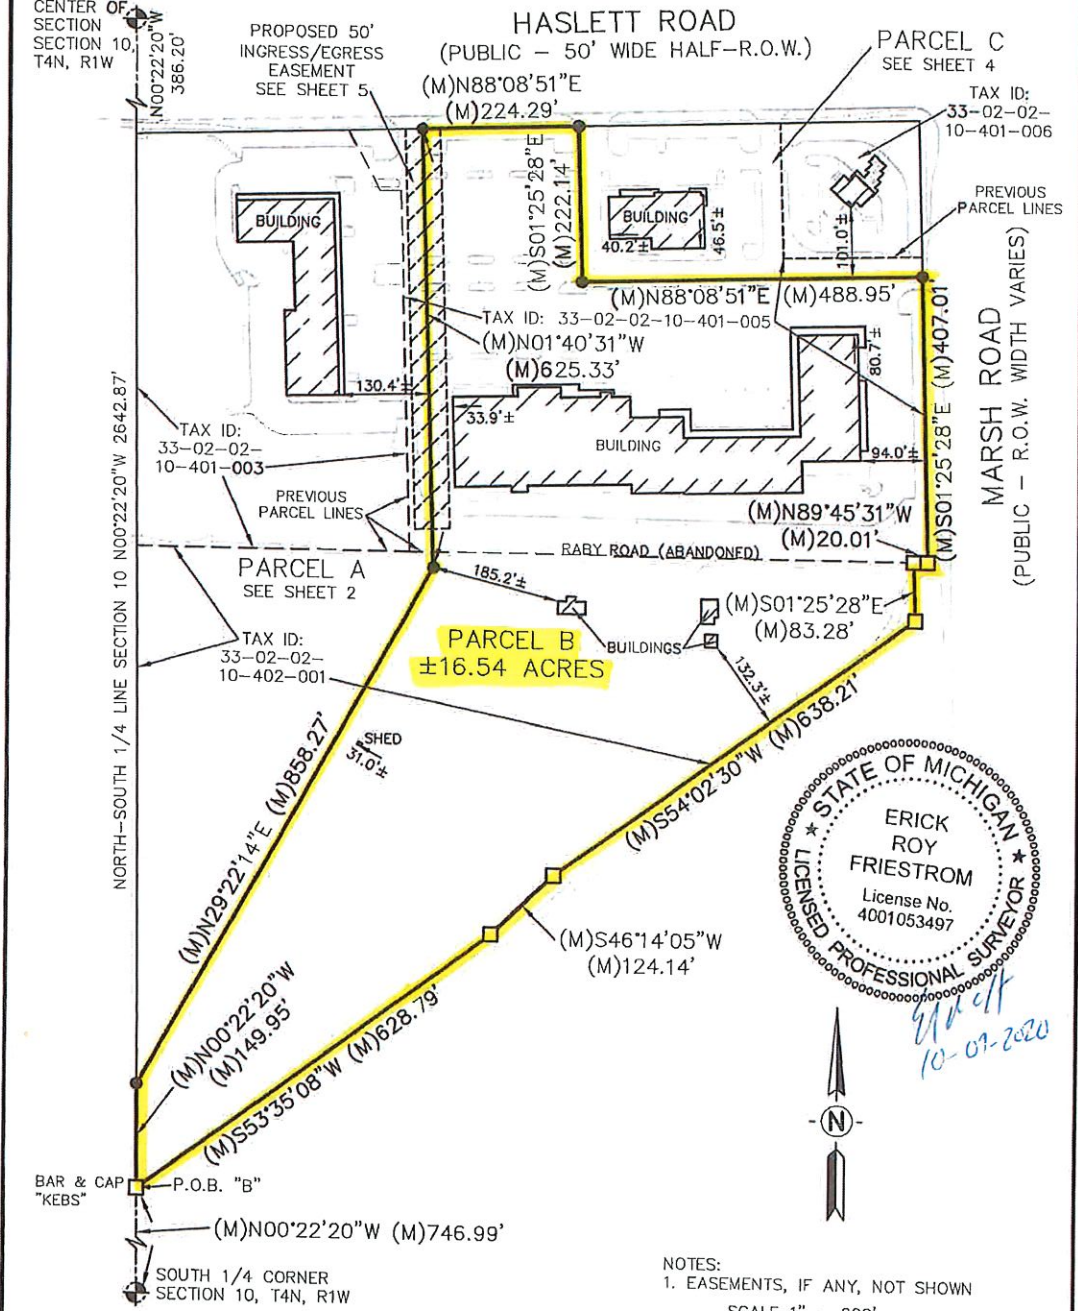 CENTER OF
SECTION
SECTION 10,
T4N, R1W
N00°22'20"W
386.20'
PROPOSED 50'
INGRESS/EGRESS
EASEMENT
SEE SHEET 5
HASLETT ROAD
(PUBLIC - 50' WIDE HALF-R.O.W.)
(M)N88°08'51"E
(M)224.29'
PARCEL C
SEE SHEET 4
TAX ID:
33-02-02-
10-401-006
PREVIOUS
PARCEL LINES
BUILDING
(M)S01°25'28"E
(M)222.14'
BUILDING
40.2'±
46.5'±
101.0'±
(M)N88°08'51"E (M)488.95'
TAX ID: 33-02-02-10-401-005
(M)N01°40'31"W
(M)625.33'
130.4'±
33.9'±
BUILDING
80.7'±
94.0'±
(M)S01°25'28"E (M)407.01
MARSH ROAD
(PUBLIC - R.O.W. WIDTH VARIES)
TAX ID:
33-02-02-
10-401-003
PREVIOUS
PARCEL LINES
(M)N89°45'31"W
(M)20.01'
RABY ROAD (ABANDONED)
PARCEL A
SEE SHEET 2
185.2'±
(M)S01°25'28"E
(M)83.28'
TAX ID:
33-02-02-
10-402-001
PARCEL B
±16.54 ACRES
BUILDINGS
132.3'±
NORTH-SOUTH 1/4 LINE SECTION 10 N00°22'20"W 2642.87'
SHED
31.0'±
(M)N29°22'14"E (M)858.27'
(M)S54°02'30"W (M)638.21'
STATE OF MICHIGAN
ERICK
ROY
FRIESTROM
License No.
4001053497
LICENSED PROFESSIONAL SURVEYOR
10-09-2020
(M)S46°14'05"W
(M)124.14'
(M)N00°22'20"W
(M)149.95'
(M)S53°35'08"W (M)628.79'
N
BAR & CAP
"KEBS"
P.O.B. "B"
(M)N00°22'20"W (M)746.99'
SOUTH 1/4 CORNER
SECTION 10, T4N, R1W
NOTES:
1. EASEMENTS, IF ANY, NOT SHOWN